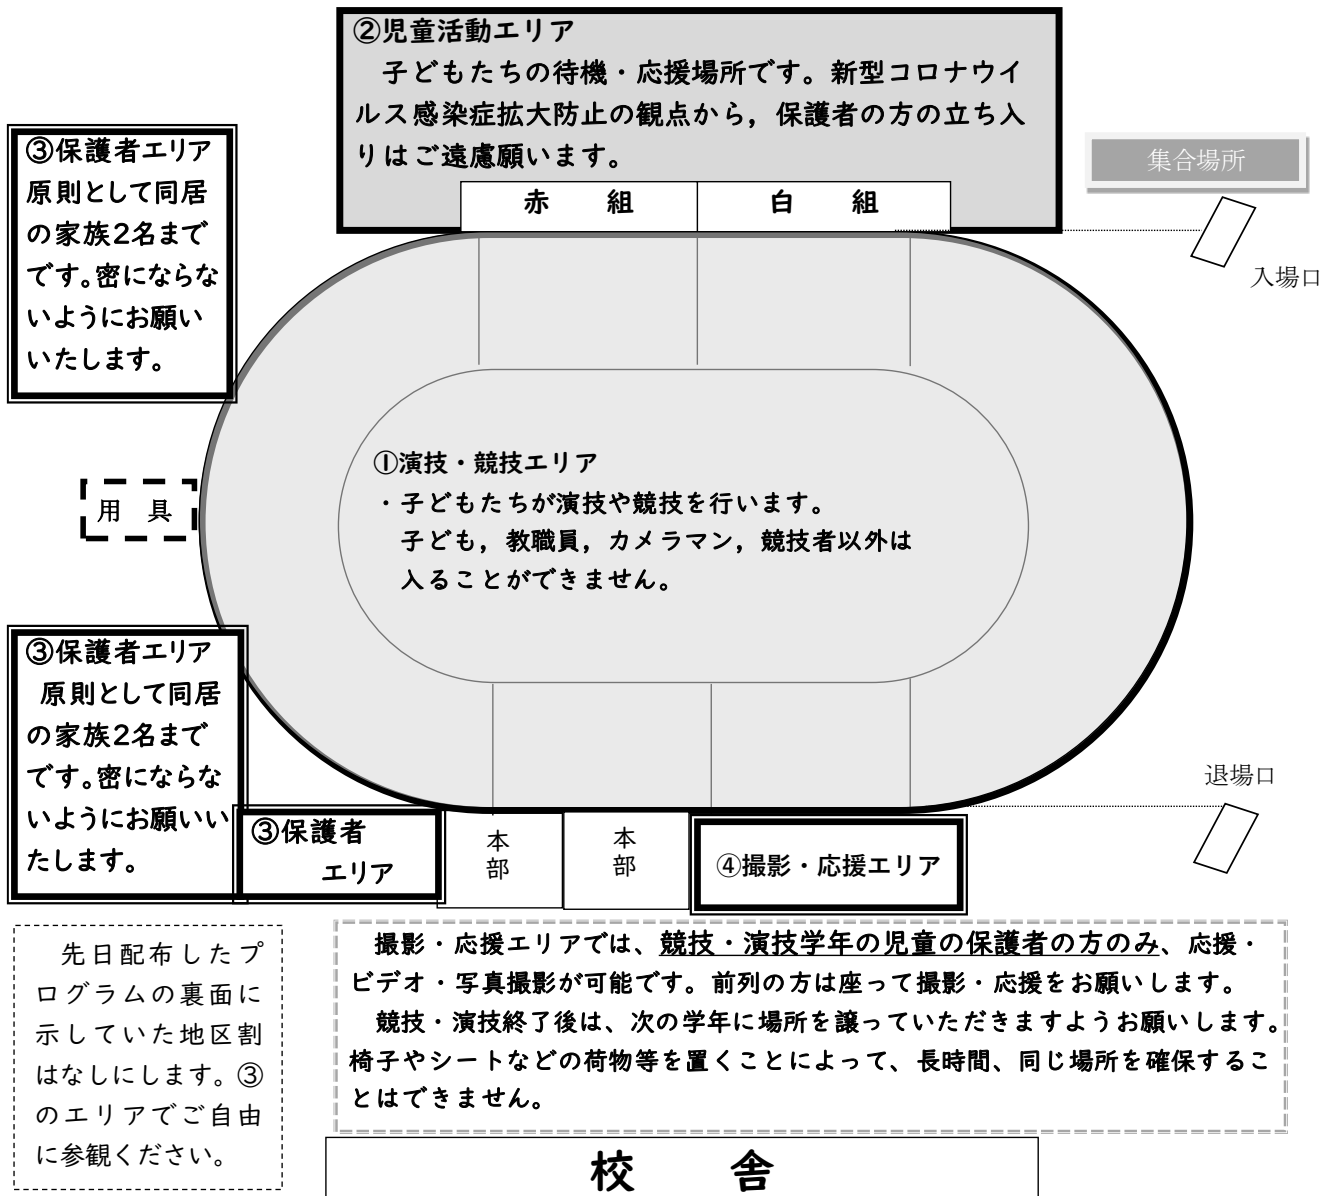 ②児童活動エリア
子どもたちの待機・応援場所です。新型コロナウイ
ルス感染症拡大防止の観点から，保護者の方の立ち入
りはご遠慮願います。
赤　組
白　組
集合場所
入場口
③保護者エリア
原則として同居
の家族2名まで
です。密にならな
いようにお願い
いたします。
用　具
①演技・競技エリア
・子どもたちが演技や競技を行います。
子ども，教職員，カメラマン，競技者以外は
入ることができません。
③保護者エリア
原則として同居
の家族2名まで
です。密にならな
いようにお願いい
たします。
③保護者
エリア
本部
本部
④撮影・応援エリア
退場口
先日配布したプ
ログラムの裏面に
示していた地区割
はなしにします。③
のエリアでご自由
に参観ください。
撮影・応援エリアでは、競技・演技学年の児童の保護者の方のみ、応援・
ビデオ・写真撮影が可能です。前列の方は座って撮影・応援をお願いします。
競技・演技終了後は、次の学年に場所を譲っていただきますようお願いします。
椅子やシートなどの荷物等を置くことによって、長時間、同じ場所を確保するこ
とはできません。
校　舎